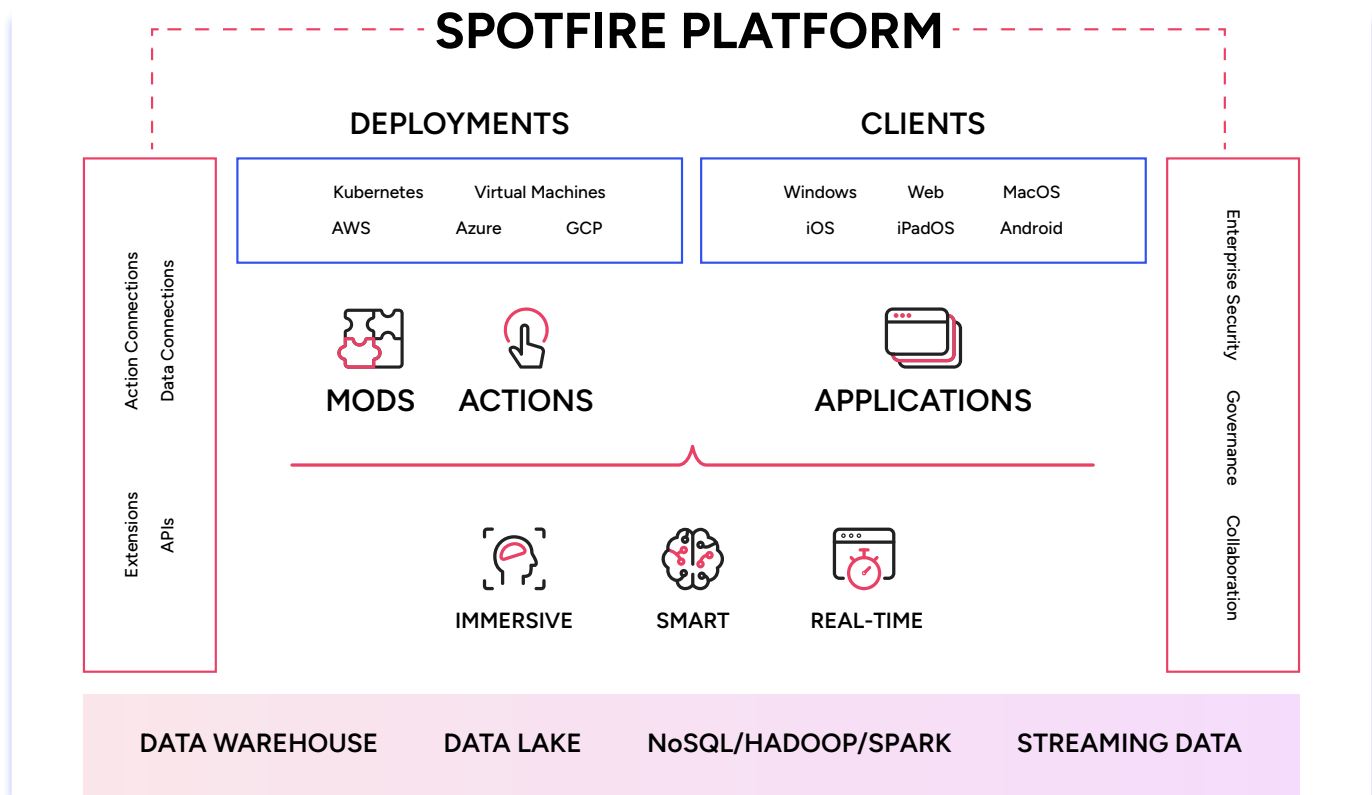 SPOTFIRE PLATFORM
DEPLOYMENTS
CLIENTS
Kubernetes Virtual Machines
AWS Azure GCP
Windows Web MacOS
iOS iPadOS Android
Action Connections
Data Connections
Extensions
APIs
MODS ACTIONS APPLICATIONS
IMMERSIVE SMART REAL-TIME
Enterprise Security Governance Collaboration
DATA WAREHOUSE DATA LAKE NoSQL/HADOOP/SPARK STREAMING DATA